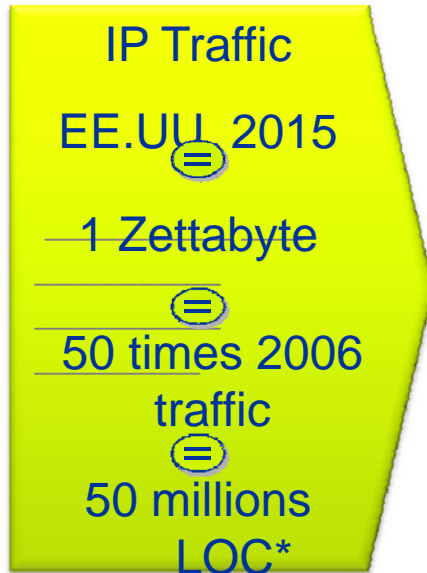 IP Traffic
EE.UU. 2015
=
1 Zettabyte
=
50 times 2006
traffic
=
50 millions
LOC*